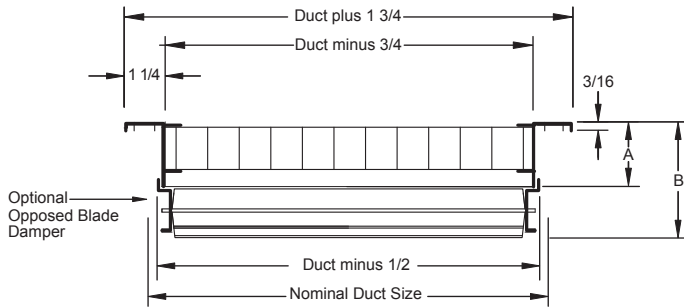 Duct plus 1 3/4
Duct minus 3/4
1 1/4
3/16
A
B
Optional
Opposed Blade
Damper
Duct minus 1/2
Nominal Duct Size